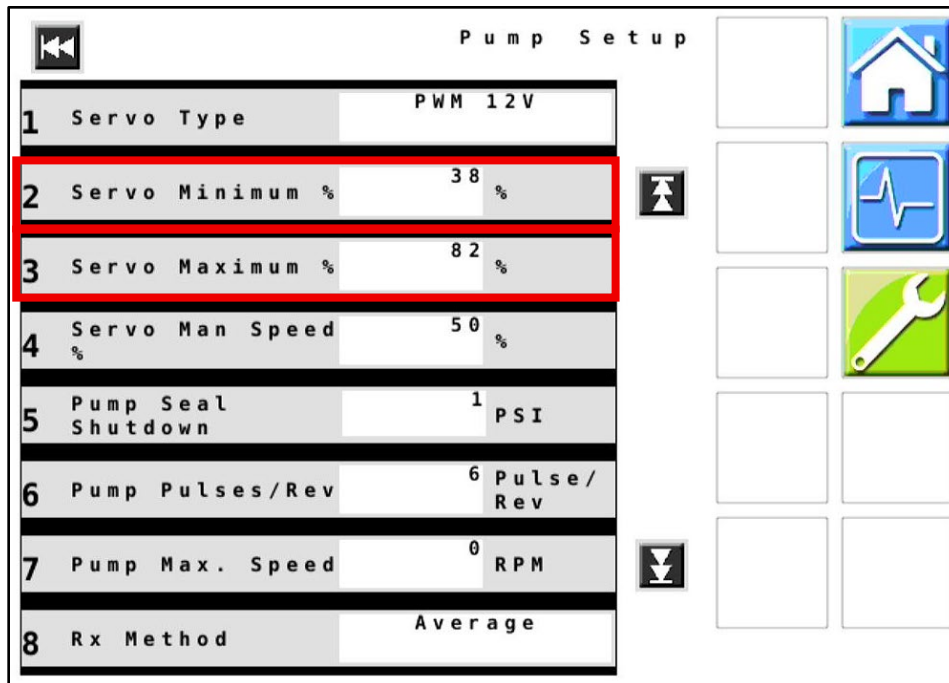 Pump Setup
1 Servo Type PWM 12V
2 Servo Minimum % 38 %
3 Servo Maximum % 82 %
4 Servo Man Speed % 50 %
5 Pump Seal Shutdown 1 PSI
6 Pump Pulses/Rev 6 Pulse/Rev
7 Pump Max. Speed 0 RPM
8 Rx Method Average